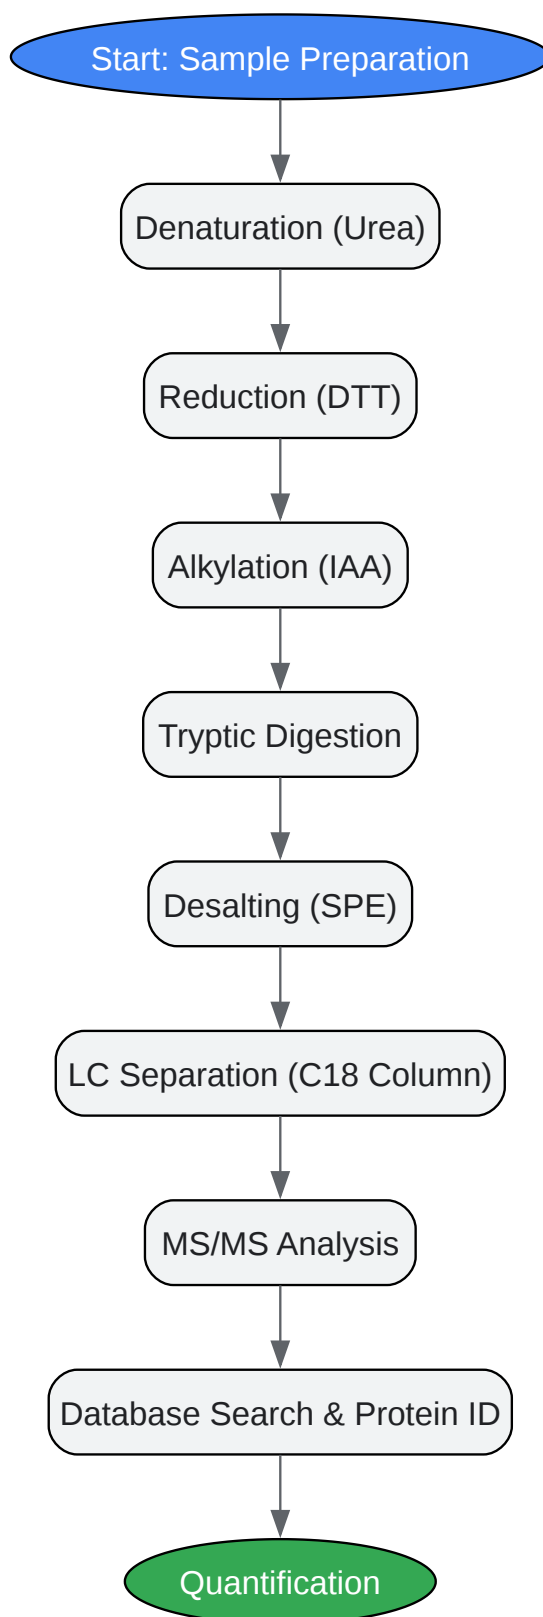 Start: Sample Preparation
Denaturation (Urea)
Reduction (DTT)
Alkylation (IAA)
Tryptic Digestion
Desalting (SPE)
LC Separation (C18 Column)
MS/MS Analysis
Database Search & Protein ID
Quantification